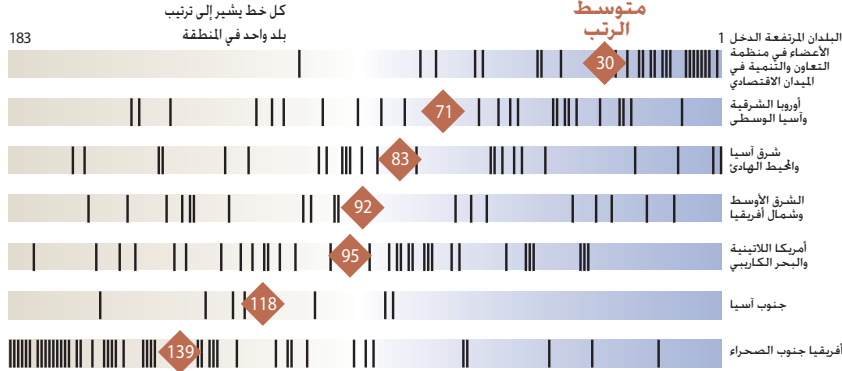 متوسط
الرتب
كل خط يشير إلى ترتيب
بلد واحد في المنطقة
183
1
البلدان المرتفعة الدخل
الأعضاء في منظمة
التعاون والتنمية في
الميدان الاقتصادي
30
أوروبا الشرقية
وآسيا الوسطى
71
شرق آسيا
والمحيط الهادئ
83
الشرق الأوسط
وشمال أفريقيا
92
أمريكا اللاتينية
والبحر الكاريبي
95
جنوب آسيا
118
أفريقيا جنوب الصحراء
139